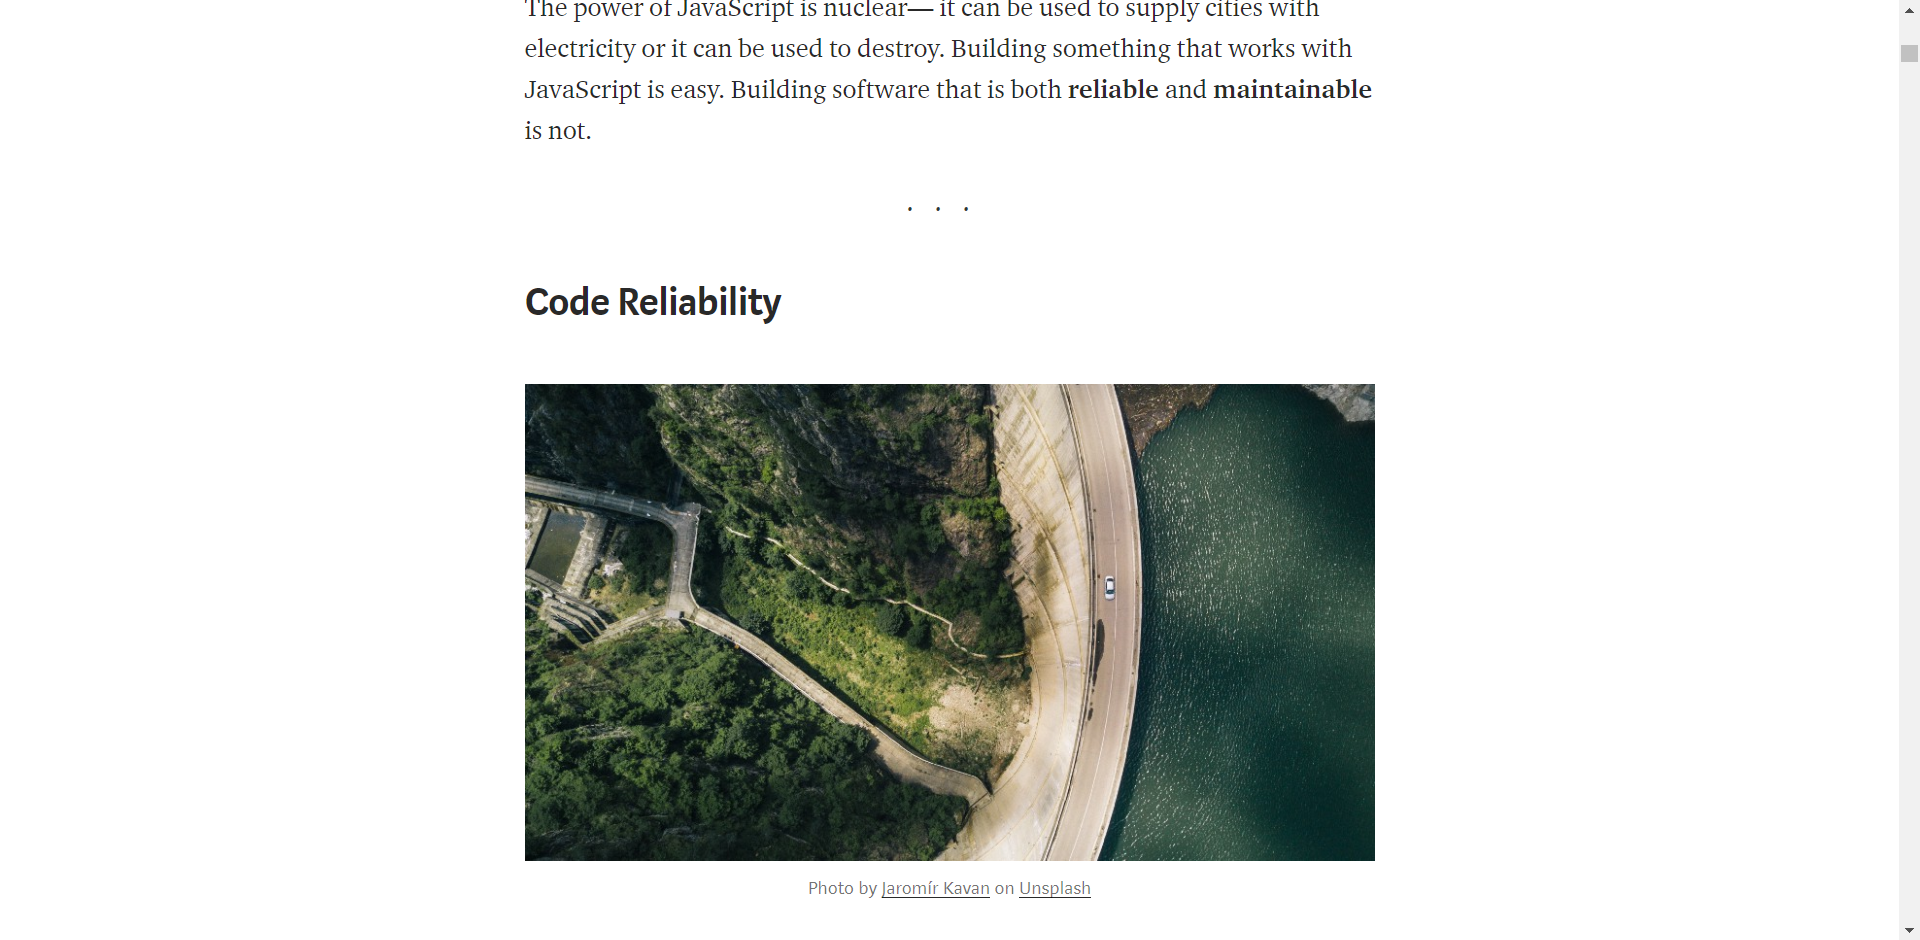 The power of JavaScript is nuclear— it can be used to supply cities with
electricity or it can be used to destroy. Building something that works with
JavaScript is easy. Building software that is both reliable and maintainable
is not.
. . .
Code Reliability
Photo by Jaromír Kavan on Unsplash